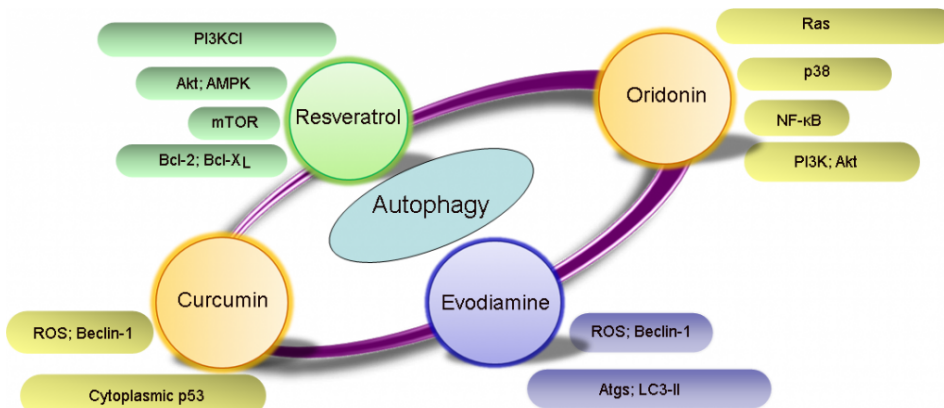 PI3KCI
Akt; AMPK
mTOR
Bcl-2; Bcl-XL
Resveratrol
Ras
p38
NF-κB
PI3K; Akt
Oridonin
Autophagy
Curcumin
ROS; Beclin-1
Cytoplasmic p53
Evodiamine
ROS; Beclin-1
Atgs; LC3-II